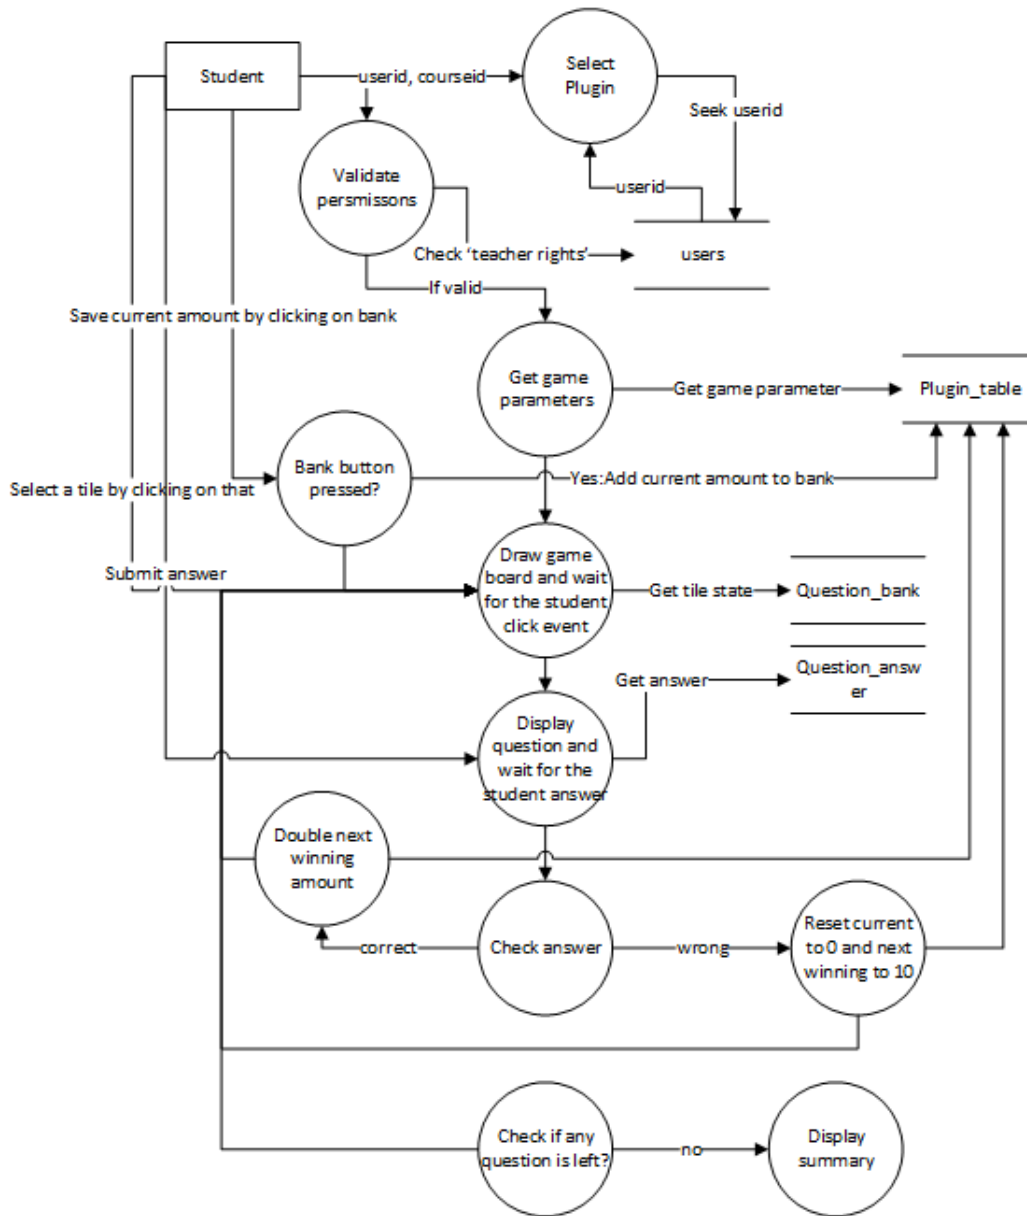 Student
userid, courseid
Select
Plugin
Seek userid
Validate
persmissons
userid
Check ‘teacher rights’
users
If valid
Save current amount by clicking on bank
Get game
parameters
Get game parameter
Plugin_table
Bank button
pressed?
Select a tile by clicking on that
Yes:Add current amount to bank
Draw game
board and wait
for the student
click event
Submit answer
Get tile state
Question_bank
Question_answ
er
Get answer
Display
question and
wait for the
student answer
Double next
winning
amount
correct
Check answer
wrong
Reset current
to 0 and next
winning to 10
Check if any
question is left?
no
Display
summary